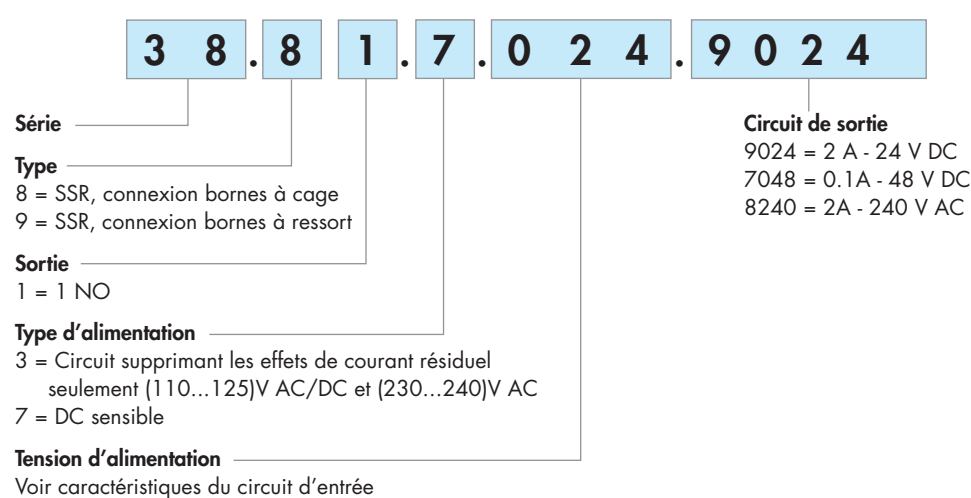 3 8 . 8 1 . 7 . 0 2 4 . 9 0 2 4
Série
Type
8 = SSR, connexion bornes à cage
9 = SSR, connexion bornes à ressort
Sortie
1 = 1 NO
Type d’alimentation
3 = Circuit supprimant les effets de courant résiduel
seulement (110...125)V AC/DC et (230...240)V AC
7 = DC sensible
Tension d’alimentation
Voir caractéristiques du circuit d’entrée
Circuit de sortie
9024 = 2 A - 24 V DC
7048 = 0.1A - 48 V DC
8240 = 2A - 240 V AC